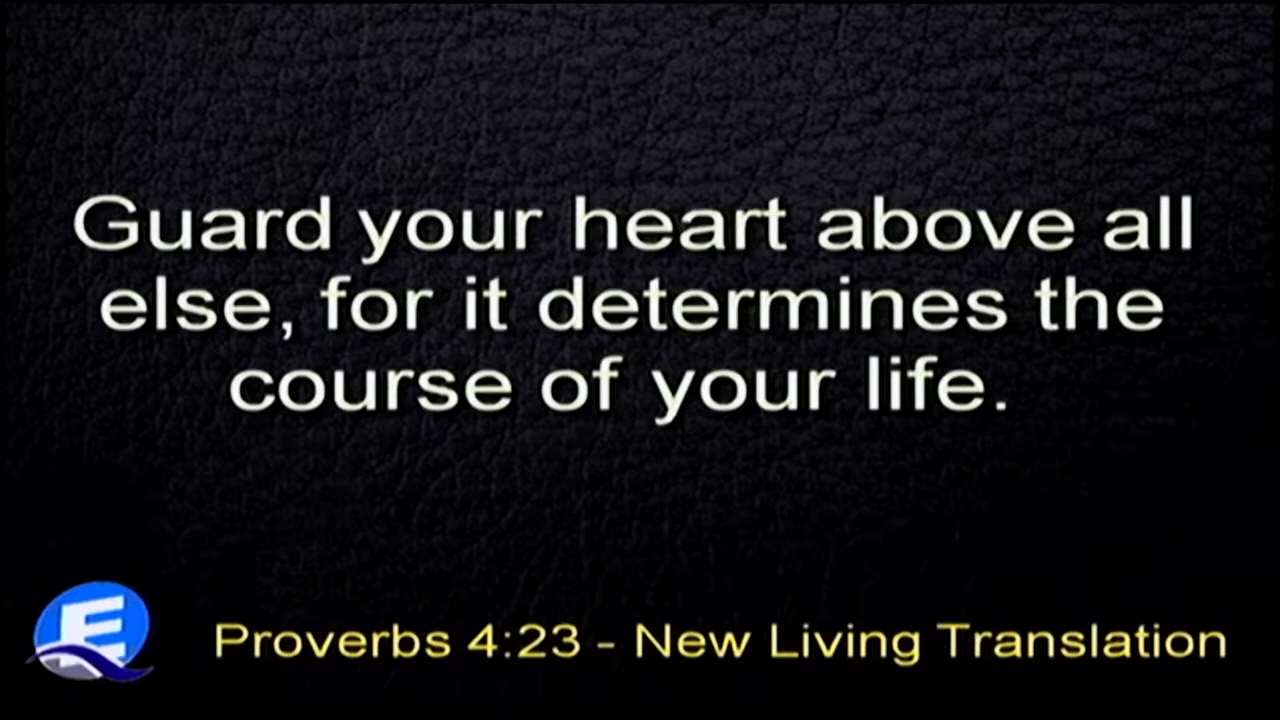 Guard your heart above all
else, for it determines the
course of your life.
E
Proverbs 4:23 - New Living Translation